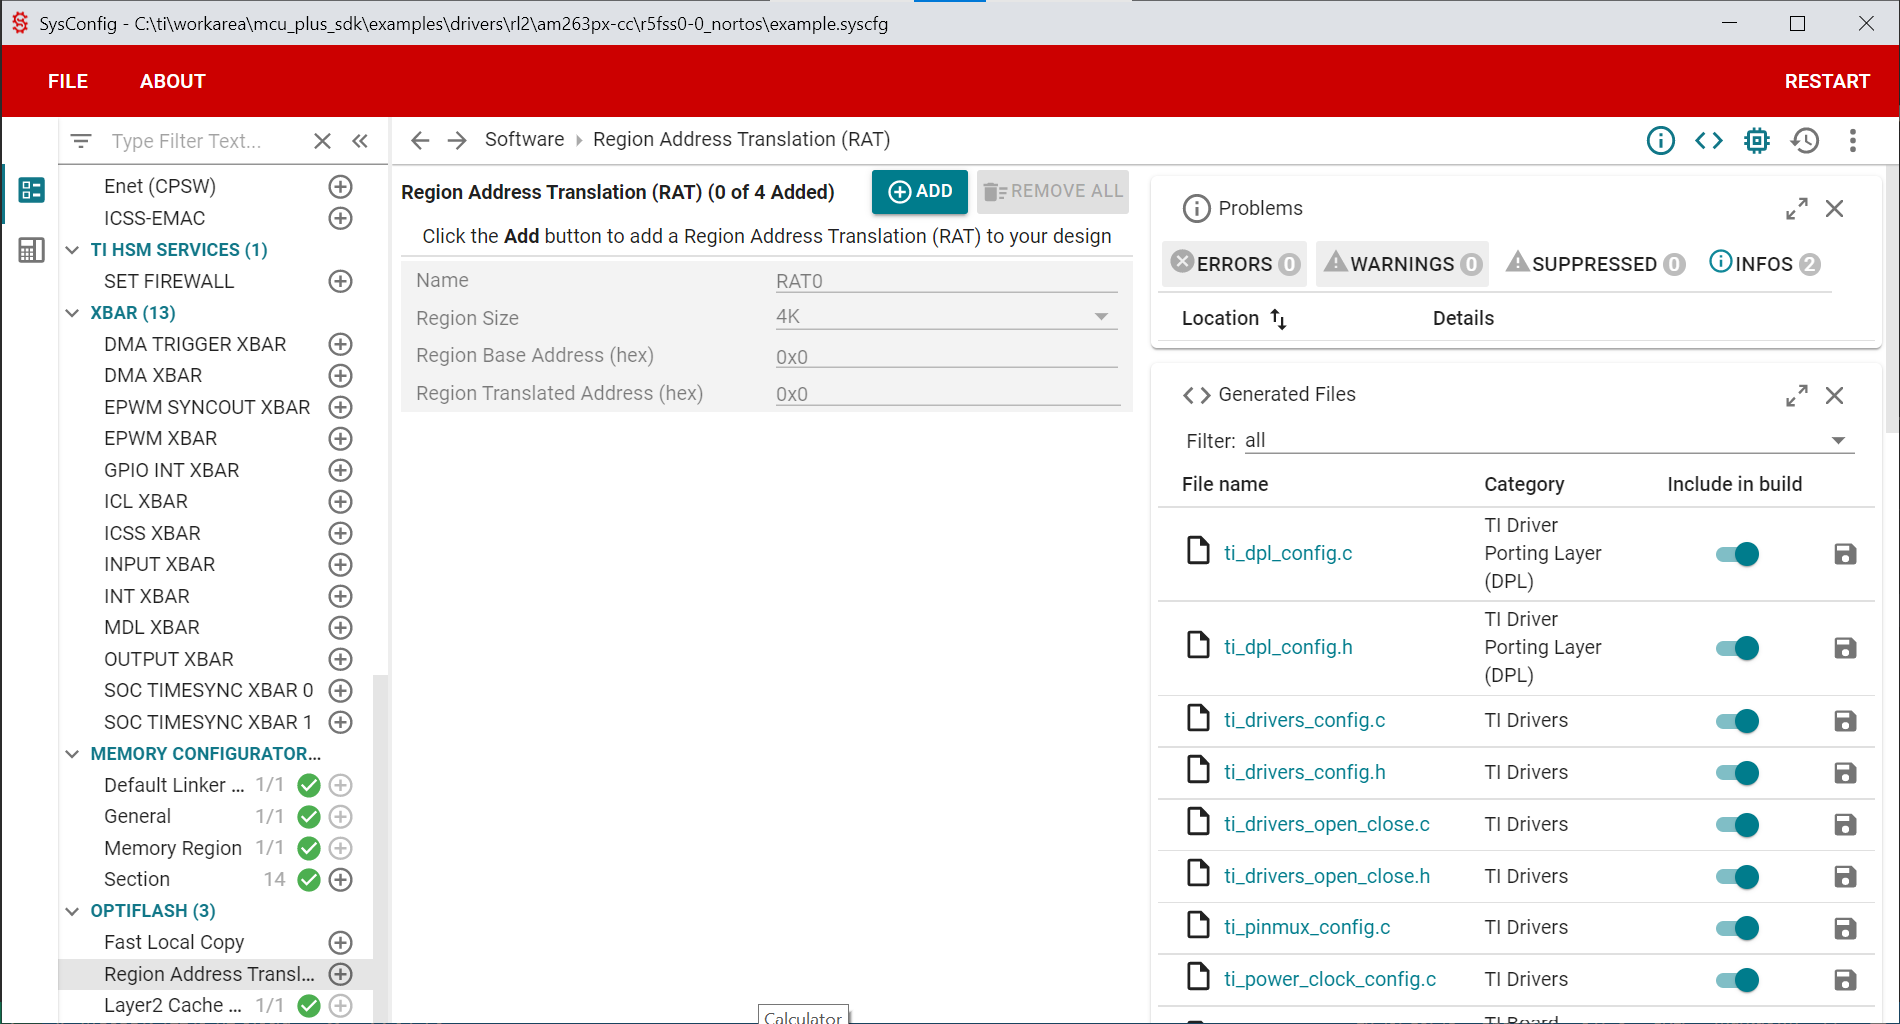 SysConfig - C:\ti\workarea\mcu_plus_sdk\examples\drivers\rl2\am263px-cc\r5fss0-0_nortos\example.syscfg
FILE ABOUT RESTART
Type Filter Text...
Enet (CPSW)
ICSS-EMAC
TI HSM SERVICES (1)
SET FIREWALL
XBAR (13)
DMA TRIGGER XBAR
DMA XBAR
EPWM SYNCOUT XBAR
EPWM XBAR
GPIO INT XBAR
ICL XBAR
ICSS XBAR
INPUT XBAR
INT XBAR
MDL XBAR
OUTPUT XBAR
SOC TIMESYNC XBAR 0
SOC TIMESYNC XBAR 1
MEMORY CONFIGURATOR...
Default Linker ... 1/1
General 1/1
Memory Region 1/1
Section 14
OPTIFLASH (3)
Fast Local Copy
Region Address Transl...
Layer2 Cache ... 1/1
Software Region Address Translation (RAT)
Region Address Translation (RAT) (0 of 4 Added) ADD REMOVE ALL
Click the Add button to add a Region Address Translation (RAT) to your design
Name RAT0
Region Size 4K
Region Base Address (hex) 0x0
Region Translated Address (hex) 0x0
Calculator
Problems
ERRORS 0 WARNINGS 0 SUPPRESSED 0 INFOS 2
Location Details
Generated Files
Filter: all
File name Category Include in build
ti_dpl_config.c TI Driver Porting Layer (DPL)
ti_dpl_config.h TI Driver Porting Layer (DPL)
ti_drivers_config.c TI Drivers
ti_drivers_config.h TI Drivers
ti_drivers_open_close.c TI Drivers
ti_drivers_open_close.h TI Drivers
ti_pinmux_config.c TI Drivers
ti_power_clock_config.c TI Drivers
TI Board